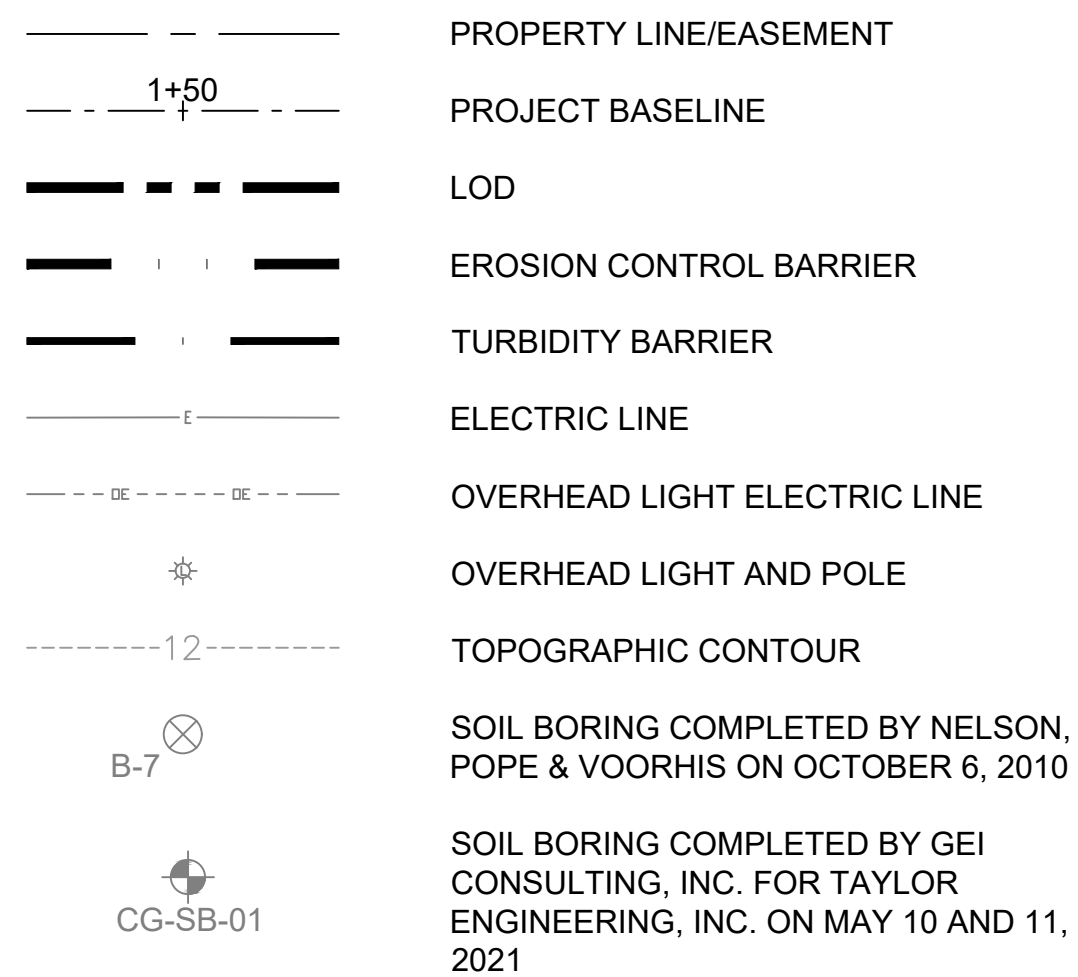 PROPERTY LINE/EASEMENT
1+50
PROJECT BASELINE
LOD
EROSION CONTROL BARRIER
TURBIDITY BARRIER
E
ELECTRIC LINE
OE OE
OVERHEAD LIGHT ELECTRIC LINE
L
OVERHEAD LIGHT AND POLE
12
TOPOGRAPHIC CONTOUR
B-7
SOIL BORING COMPLETED BY NELSON,
POPE & VOORHIS ON OCTOBER 6, 2010
CG-SB-01
SOIL BORING COMPLETED BY GEI
CONSULTING, INC. FOR TAYLOR
ENGINEERING, INC. ON MAY 10 AND 11,
2021